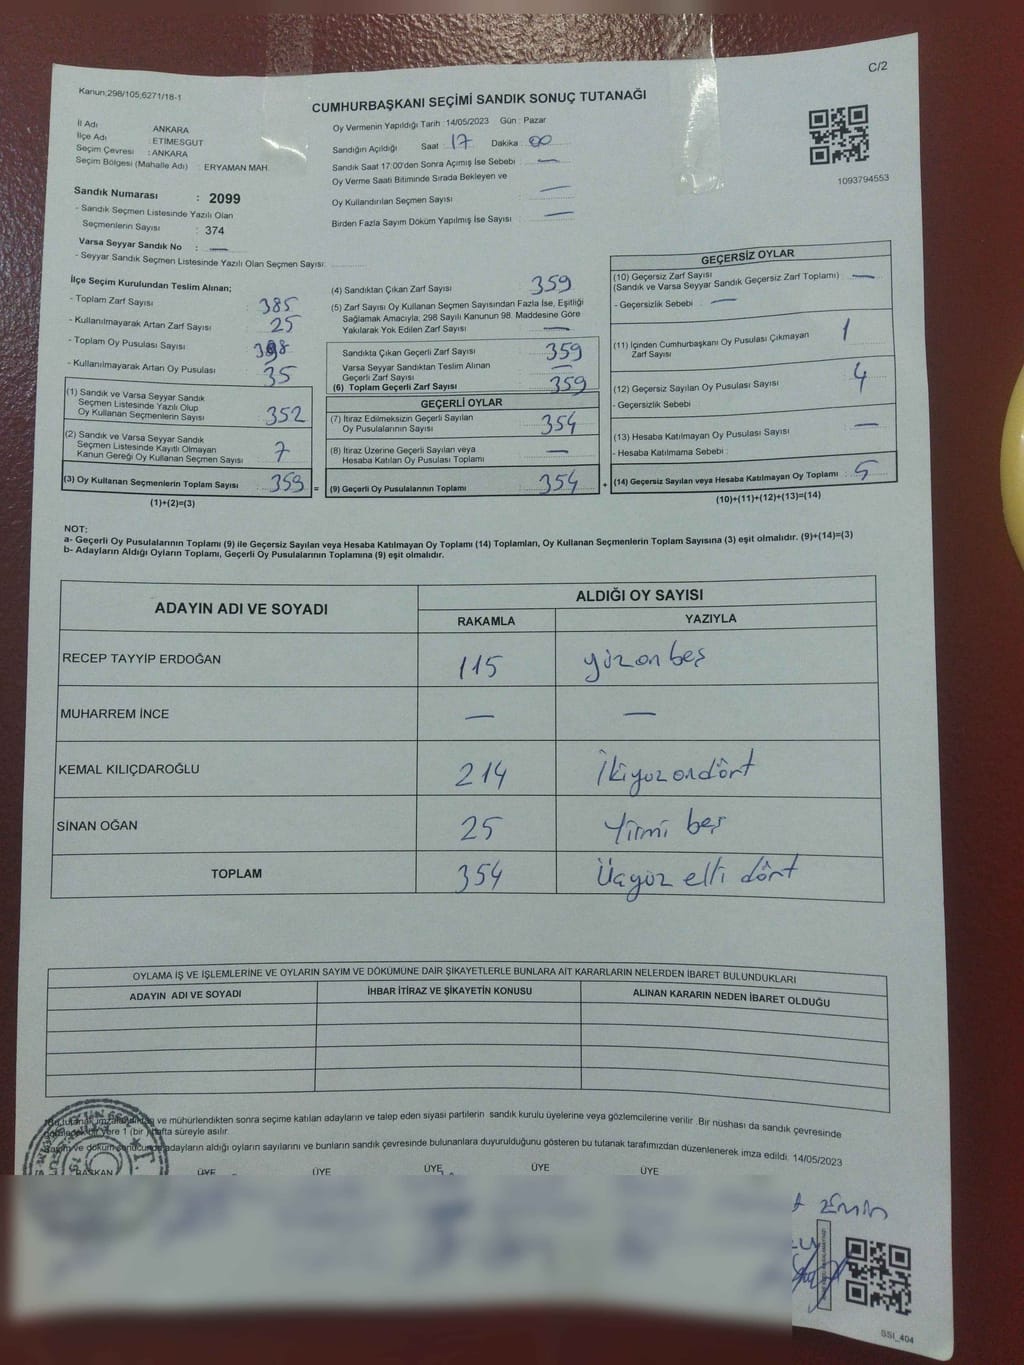 Kanun;298/105;6271/18-1
C/2
CUMHURBAŞKANI SEÇİMİ SANDIK SONUÇ TUTANAĞI
İl Adı ANKARA
İlçe Adı : ETİMESGUT
Seçim Çevresi : ANKARA
Seçim Bölgesi (Mahalle Adı) : ERYAMAN MAH.
Sandık Numarası : 2099
- Sandık Seçmen Listesinde Yazılı Olan
Seçmenlerin Sayısı : 374
Varsa Seyyar Sandık No : —
- Seyyar Sandık Seçmen Listesinde Yazılı Olan Seçmen Sayısı:
Oy Vermenin Yapıldığı Tarih : 14/05/2023 Gün : Pazar
Sandığın Açıldığı Saat : 17 Dakika : 00
Sandık Saat 17:00'den Sonra Açımış İse Sebebi : —
Oy Verme Saati Bitiminde Sırada Bekleyen ve
Oy Kullandırılan Seçmen Sayısı : —
Birden Fazla Sayım Döküm Yapılmış İse Sayısı : —
1093794553
İlçe Seçim Kurulundan Teslim Alınan;
- Toplam Zarf Sayısı : 385
- Kullanılmayarak Artan Zarf Sayısı : 25
- Toplam Oy Pusulası Sayısı
- Kullanılmayarak Artan Oy Pusulası : 35
(1) Sandık ve Varsa Seyyar Sandık
Seçmen Listesinde Yazılı Olup
Oy Kullanan Seçmenlerin Sayısı : 352
(2) Sandık ve Varsa Seyyar Sandık
Seçmen Listesinde Kayıtlı Olmayan
Kanun Gereği Oy Kullanan Seçmen Sayısı : 7
(3) Oy Kullanan Seçmenlerin Toplam Sayısı : 359 =
(1)+(2)=(3)
(4) Sandıktan Çıkan Zarf Sayısı : 359
(5) Zarf Sayısı Oy Kullanan Seçmen Sayısından Fazla İse, Eşitliği
Sağlamak Amacıyla, 298 Sayılı Kanunun 98. Maddesine Göre
Yakılarak Yok Edilen Zarf Sayısı : —
Sandıkta Çıkan Geçerli Zarf Sayısı : 359
Varsa Seyyar Sandıktan Teslim Alınan
Geçerli Zarf Sayısı : —
(6) Toplam Geçerli Zarf Sayısı : 359
GEÇERLİ OYLAR
(7) İtiraz Edilmeksizin Geçerli Sayılan
Oy Pusulalarının Sayısı : 354
(8) İtiraz Üzerine Geçerli Sayılan veya
Hesaba Katılan Oy Pusulası Toplamı : —
(9) Geçerli Oy Pusulalarının Toplamı : 354 +
GEÇERSİZ OYLAR
(10) Geçersiz Zarf Sayısı
(Sandık ve Varsa Seyyar Sandık Geçersiz Zarf Toplamı) : —
- Geçersizlik Sebebi : —
(11) İçinden Cumhurbaşkanı Oy Pusulası Çıkmayan
Zarf Sayısı : 1
(12) Geçersiz Sayılan Oy Pusulası Sayısı : 4
- Geçersizlik Sebebi
(13) Hesaba Katılmayan Oy Pusulası Sayısı : —
- Hesaba Katılmama Sebebi :
(14) Geçersiz Sayılan veya Hesaba Katılmayan Oy Toplamı : 5
(10)+(11)+(12)+(13)=(14)
NOT:
a- Geçerli Oy Pusulalarının Toplamı (9) ile Geçersiz Sayılan veya Hesaba Katılmayan Oy Toplamı (14) Toplamları, Oy Kullanan Seçmenlerin Toplam Sayısına (3) eşit olmalıdır. (9)+(14)=(3)
b- Adayların Aldığı Oyların Toplamı, Geçerli Oy Pusulalarının Toplamına (9) eşit olmalıdır.
ADAYIN ADI VE SOYADI ALDIĞI OY SAYISI
RAKAMLA YAZIYLA
RECEP TAYYİP ERDOĞAN 115 yüzonbeş
MUHARREM İNCE — —
KEMAL KILIÇDAROĞLU 214 İkiyüzondört
SİNAN OĞAN 25 Yirmi beş
TOPLAM 354 Üçyüz elli dört
OYLAMA İŞ VE İŞLEMLERİNE VE OYLARIN SAYIM VE DÖKÜMÜNE DAİR ŞİKAYETLERLE BUNLARA AİT KARARLARIN NELERDEN İBARET BULUNDUKLARI
ADAYIN ADI VE SOYADI İHBAR İTİRAZ VE ŞİKAYETİN KONUSU ALINAN KARARIN NEDEN İBARET OLDUĞU
ve mühürlendikten sonra seçime katılan adayların ve talep eden siyasi partilerin sandık kurulu üyelerine veya gözlemcilerine verilir. Bir nüshası da sandık çevresinde
yere 1 (bir) hafta süreyle asılır.
adayların aldığı oyların sayılarını ve bunların sandık çevresinde bulunanlara duyurulduğunu gösteren bu tutanak tarafımızdan düzenlenerek imza edildi. 14/05/2023
BAŞKAN ÜYE ÜYE ÜYE ÜYE ÜYE
SSI_404